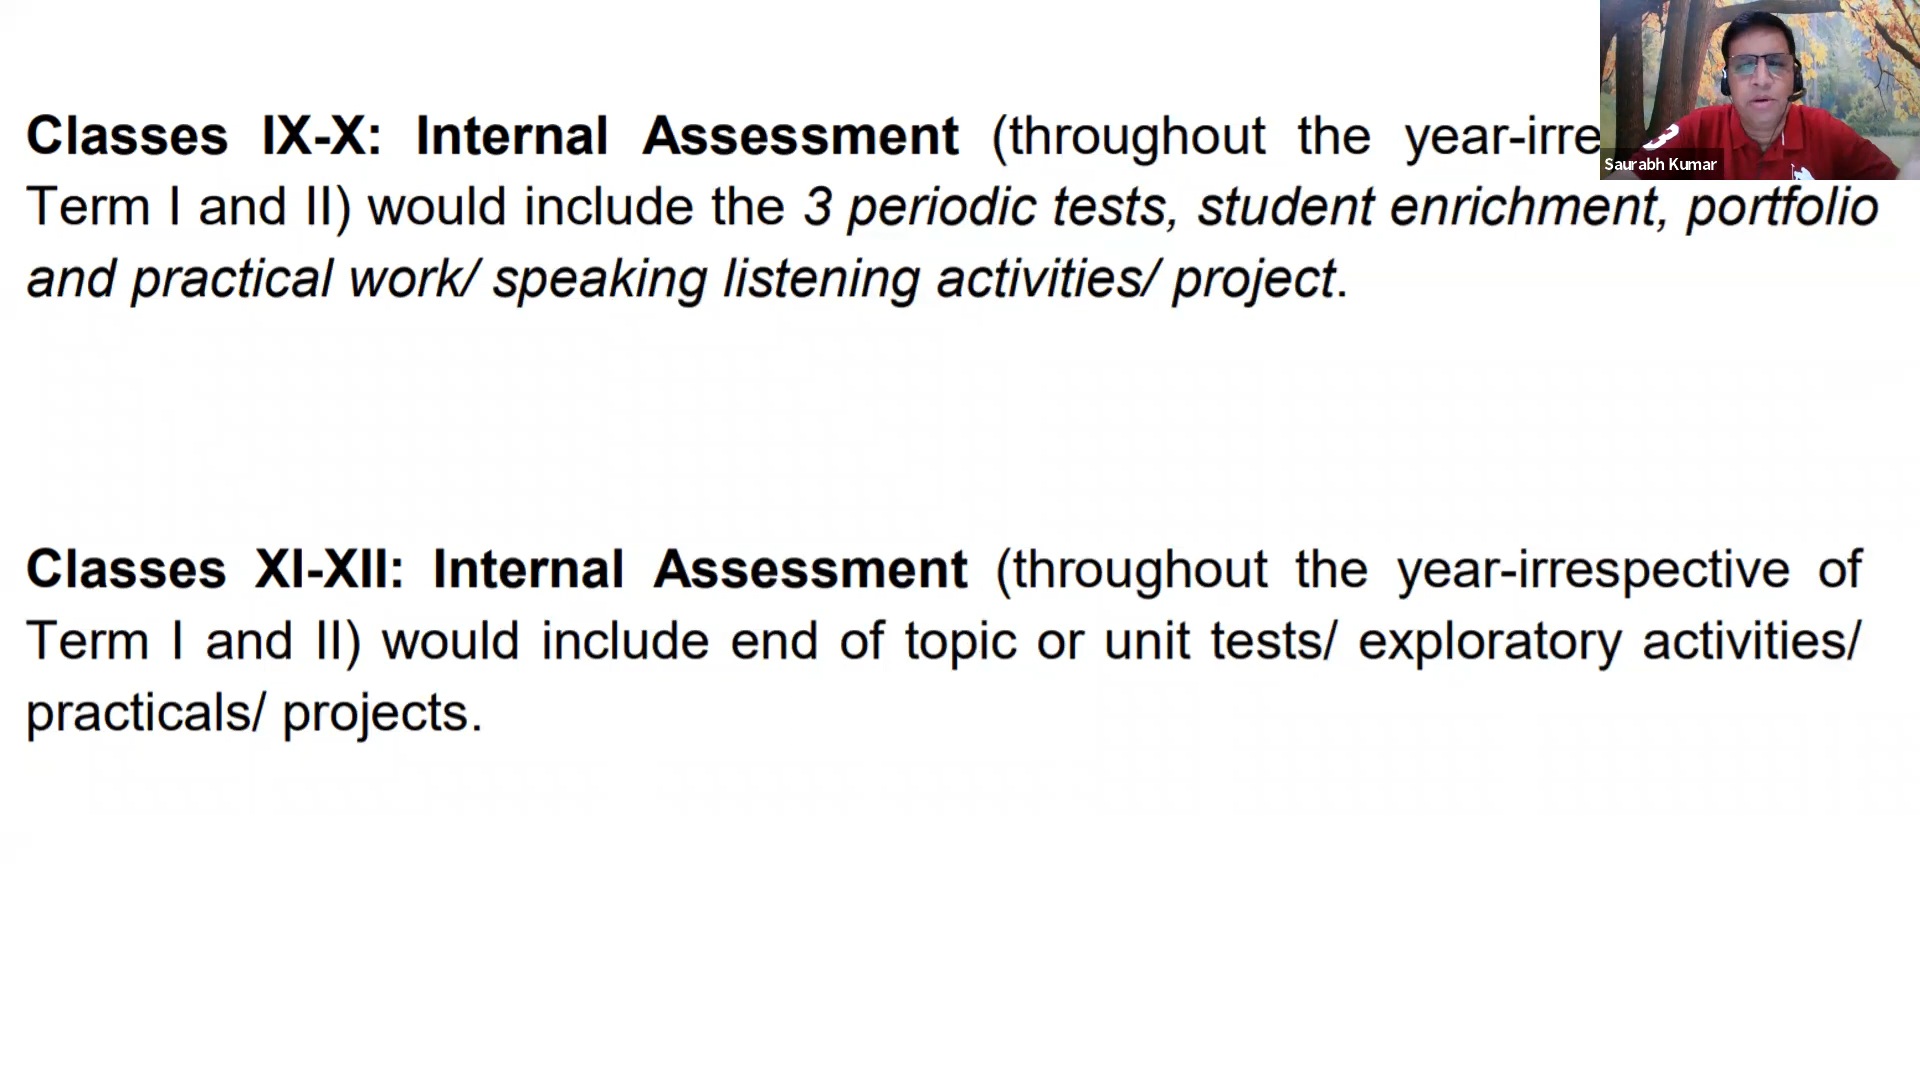 Classes IX-X: Internal Assessment (throughout the year-irre
Saurabh Kumar
Term I and II) would include the 3 periodic tests, student enrichment, portfolio
and practical work/ speaking listening activities/ project.
Classes XI-XII: Internal Assessment (throughout the year-irrespective of
Term I and II) would include end of topic or unit tests/ exploratory activities/
practicals/ projects.